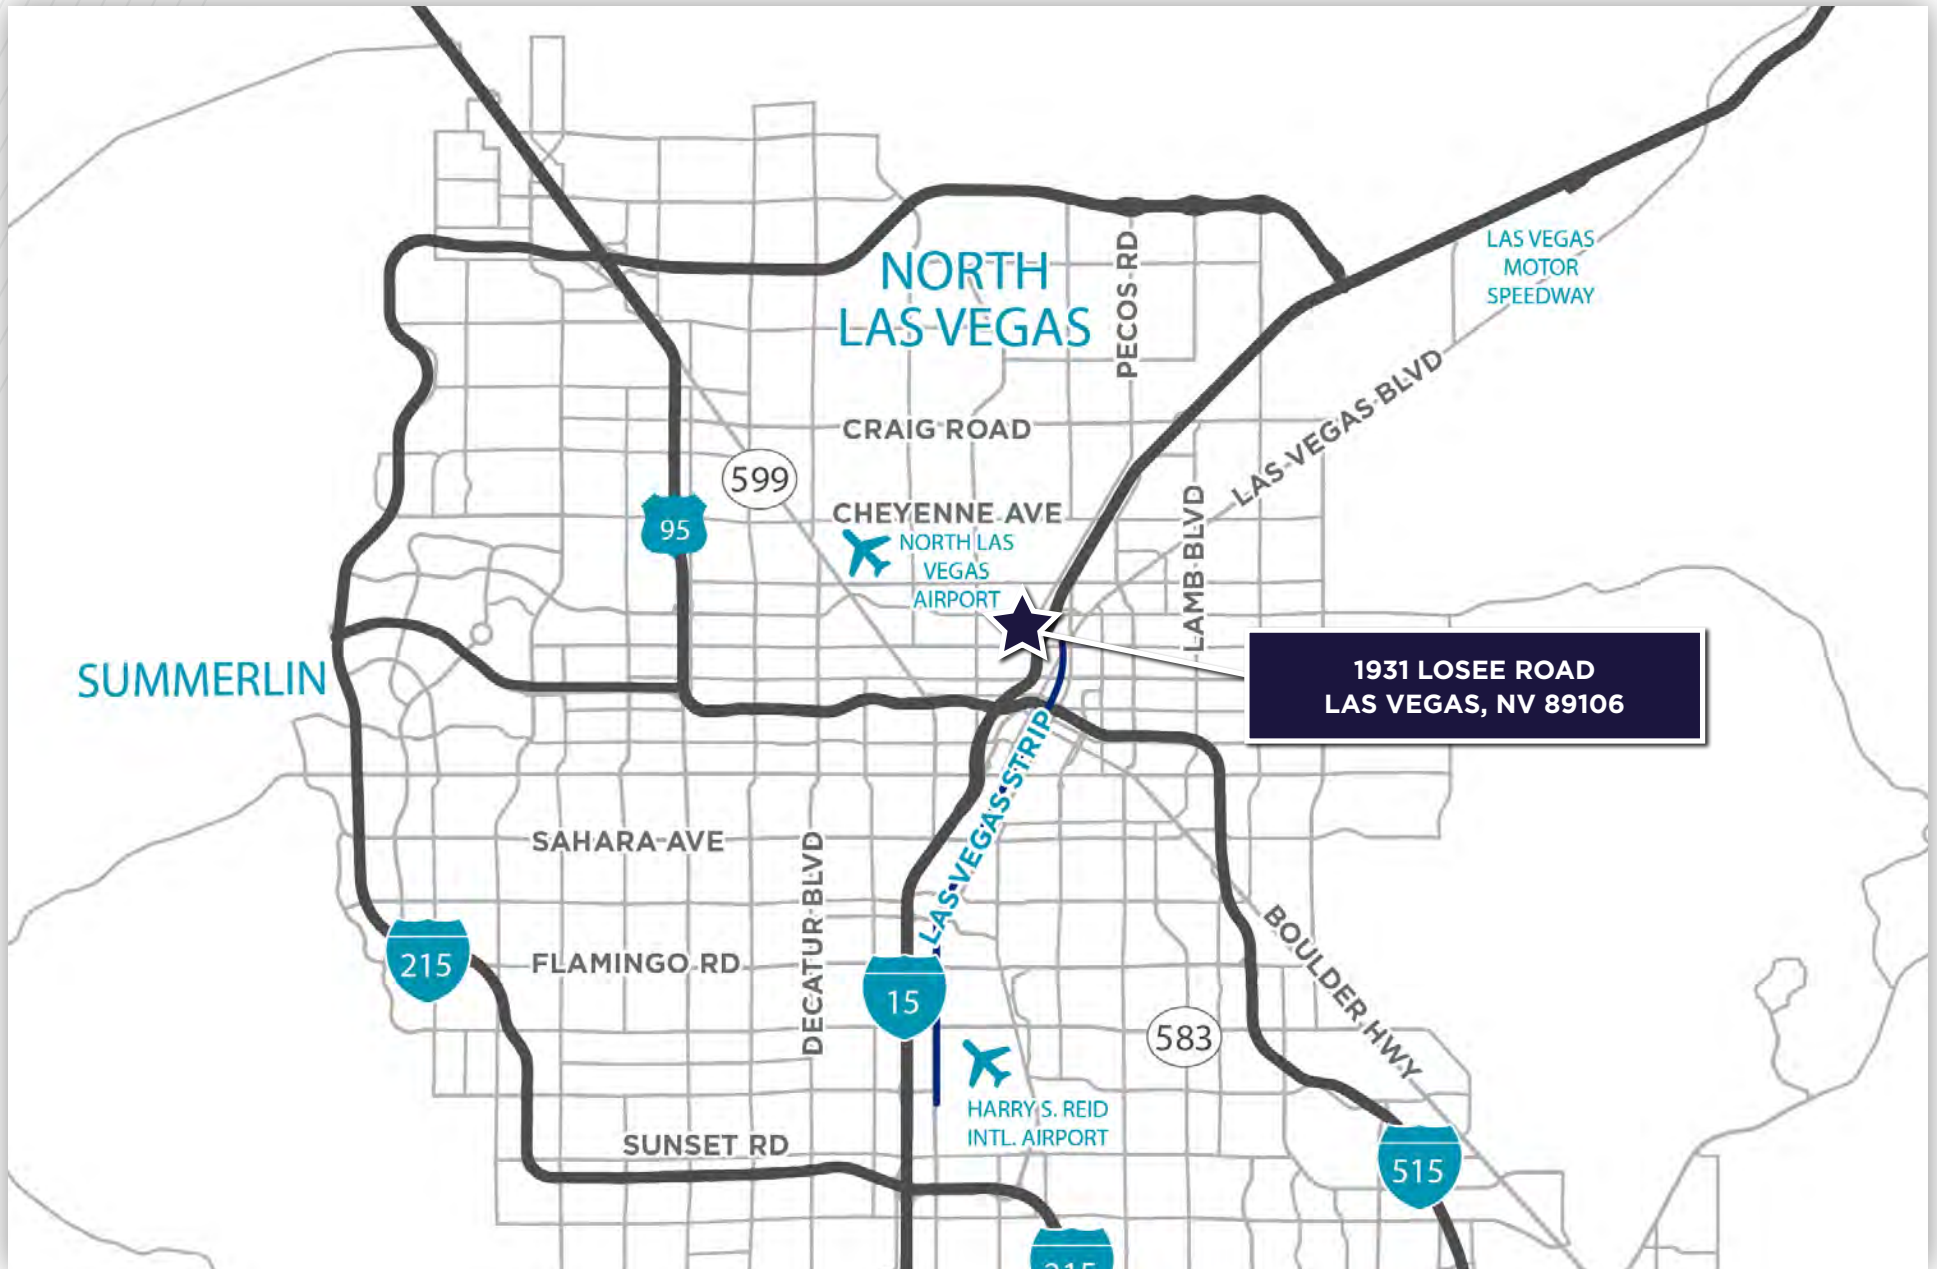 NORTH
LAS VEGAS
PECOS RD
LAS VEGAS
MOTOR
SPEEDWAY
LAS VEGAS BLVD
CRAIG ROAD
599
95
CHEYENNE AVE
NORTH LAS
VEGAS
AIRPORT
LAMB BLVD
SUMMERLIN
1931 LOSEE ROAD
LAS VEGAS, NV 89106
LAS VEGAS STRIP
SAHARA AVE
DECATUR BLVD
BOULDER HWY
215
FLAMINGO RD
15
583
HARRY S. REID
INTL. AIRPORT
SUNSET RD
515
215